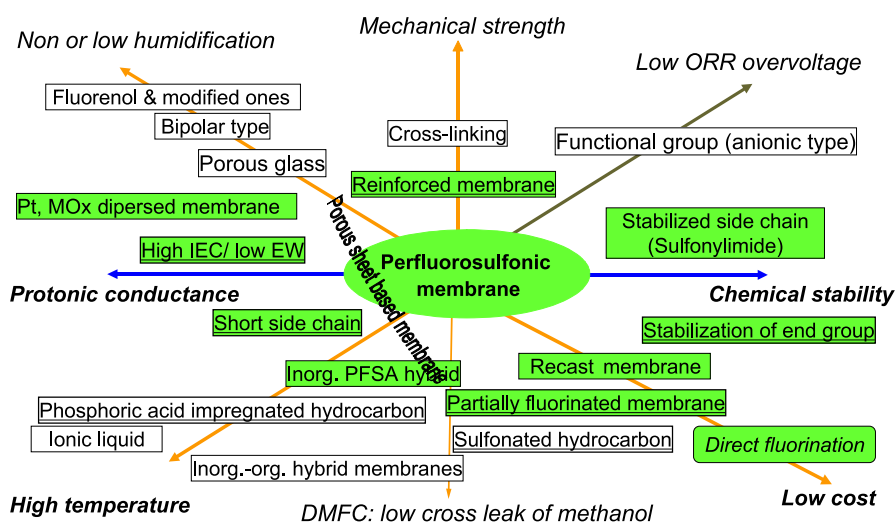 Mechanical strength
Non or low humidification
Low ORR overvoltage
Fluorenol & modified ones
Bipolar type
Cross-linking
Functional group (anionic type)
Porous glass
Reinforced membrane
Pt, MOx dipersed membrane
Stabilized side chain
(Sulfonylimide)
High IEC/ low EW
Porous sheet based membrane
Perfluorosulfonic
membrane
Protonic conductance
Chemical stability
Short side chain
Stabilization of end group
Inorg. PFSA hybrid
Recast membrane
Phosphoric acid impregnated hydrocarbon
Partially fluorinated membrane
Ionic liquid
Sulfonated hydrocarbon
Direct fluorination
Inorg.-org. hybrid membranes
High temperature
DMFC: low cross leak of methanol
Low cost